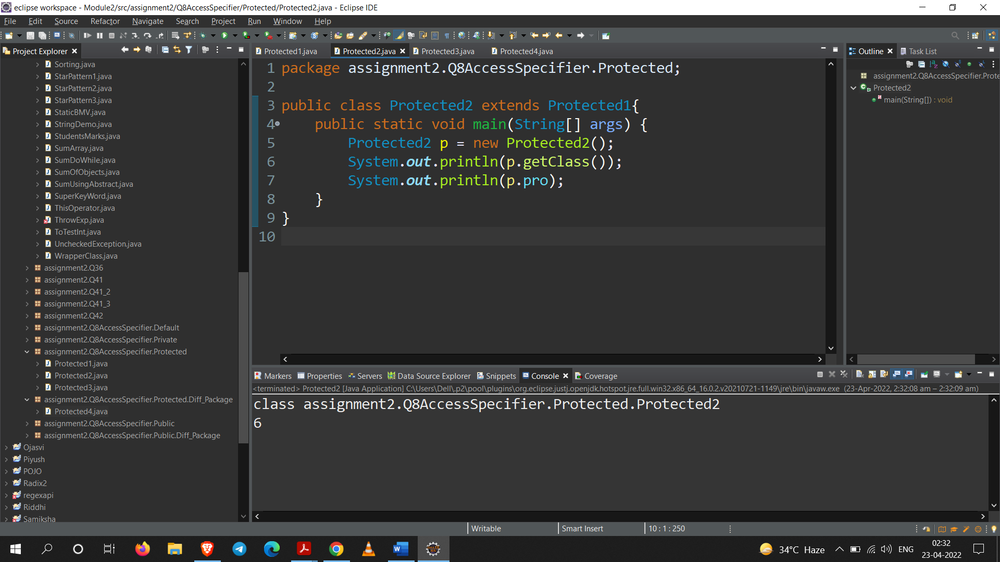 eclipse workspace - Module2/src/assignment2/Q8AccessSpecifier/Protected/Protected2.java - Eclipse IDE
File Edit Source Refactor Navigate Search Project Run Window Help
Project Explorer
Sorting.java
StarPattern1.java
StarPattern2.java
StarPattern3.java
StaticBMV.java
StringDemo.java
StudentsMarks.java
SumArray.java
SumDoWhile.java
SumOfObjects.java
SumUsingAbstract.java
SuperKeyWord.java
ThisOperator.java
ThrowExp.java
ToTestInt.java
UncheckedException.java
WrapperClass.java
assignment2.Q36
assignment2.Q41
assignment2.Q41_2
assignment2.Q41_3
assignment2.Q42
assignment2.Q8AccessSpecifier.Default
assignment2.Q8AccessSpecifier.Private
assignment2.Q8AccessSpecifier.Protected
Protected1.java
Protected2.java
Protected3.java
assignment2.Q8AccessSpecifier.Protected.Diff_Package
Protected4.java
assignment2.Q8AccessSpecifier.Public
assignment2.Q8AccessSpecifier.Public.Diff_Package
Ojasvi
Piyush
POJO
Radix2
regexapi
Riddhi
Samiksha
Protected1.java Protected2.java Protected3.java Protected4.java
1 package assignment2.Q8AccessSpecifier.Protected;
2
3 public class Protected2 extends Protected1{
4 public static void main(String[] args) {
5 Protected2 p = new Protected2();
6 System.out.println(p.getClass());
7 System.out.println(p.pro);
8 }
9 }
10
Outline Task List
assignment2.Q8AccessSpecifier.Prote
Protected2
main(String[]) : void
Markers Properties Servers Data Source Explorer Snippets Console Coverage
<terminated> Protected2 [Java Application] C:\Users\Dell\.p2\pool\plugins\org.eclipse.justj.openjdk.hotspot.jre.full.win32.x86_64_16.0.2.v20210721-1149\jre\bin\javaw.exe (23-Apr-2022, 2:32:08 am – 2:32:09 am)
class assignment2.Q8AccessSpecifier.Protected.Protected2
6
Writable Smart Insert 10 : 1 : 250
34°C Haze ENG 02:32
23-04-2022